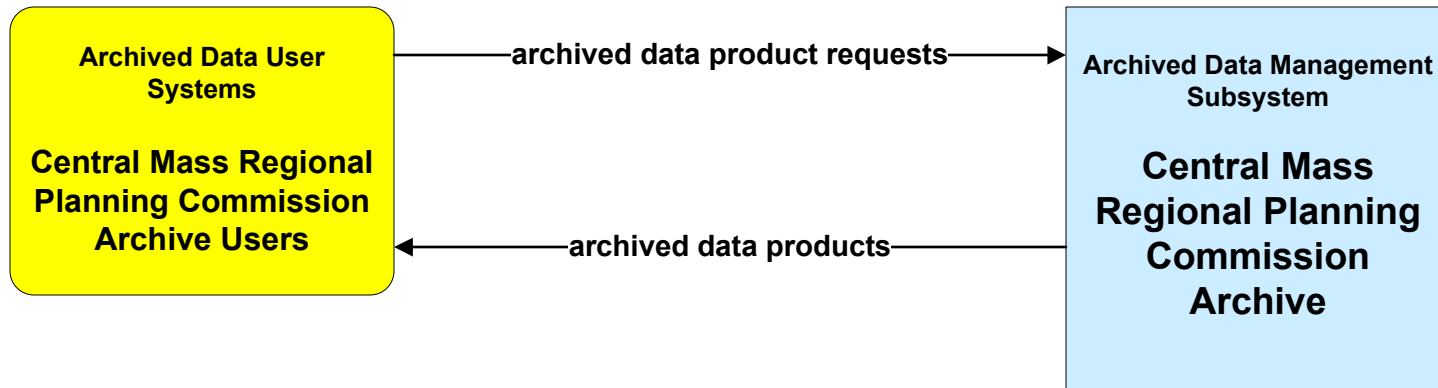 Archived Data User
Systems
Central Mass Regional
Planning Commission
Archive Users
archived data product requests
archived data products
Archived Data Management
Subsystem
Central Mass
Regional Planning
Commission
Archive